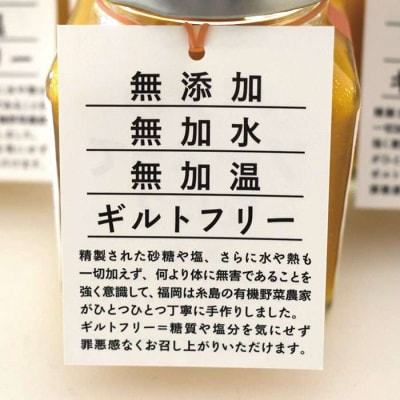 無添加
無加水
無加温
ギルトフリー
精製された砂糖や塩、さらに水や熱も
一切加えず、何より体に無害であることを
強く意識して、福岡は糸島の有機野菜農家
がひとつひとつ丁寧に手作りしました。
ギルトフリー＝糖質や塩分を気にせず
罪悪感なくお召し上がりいただけます。